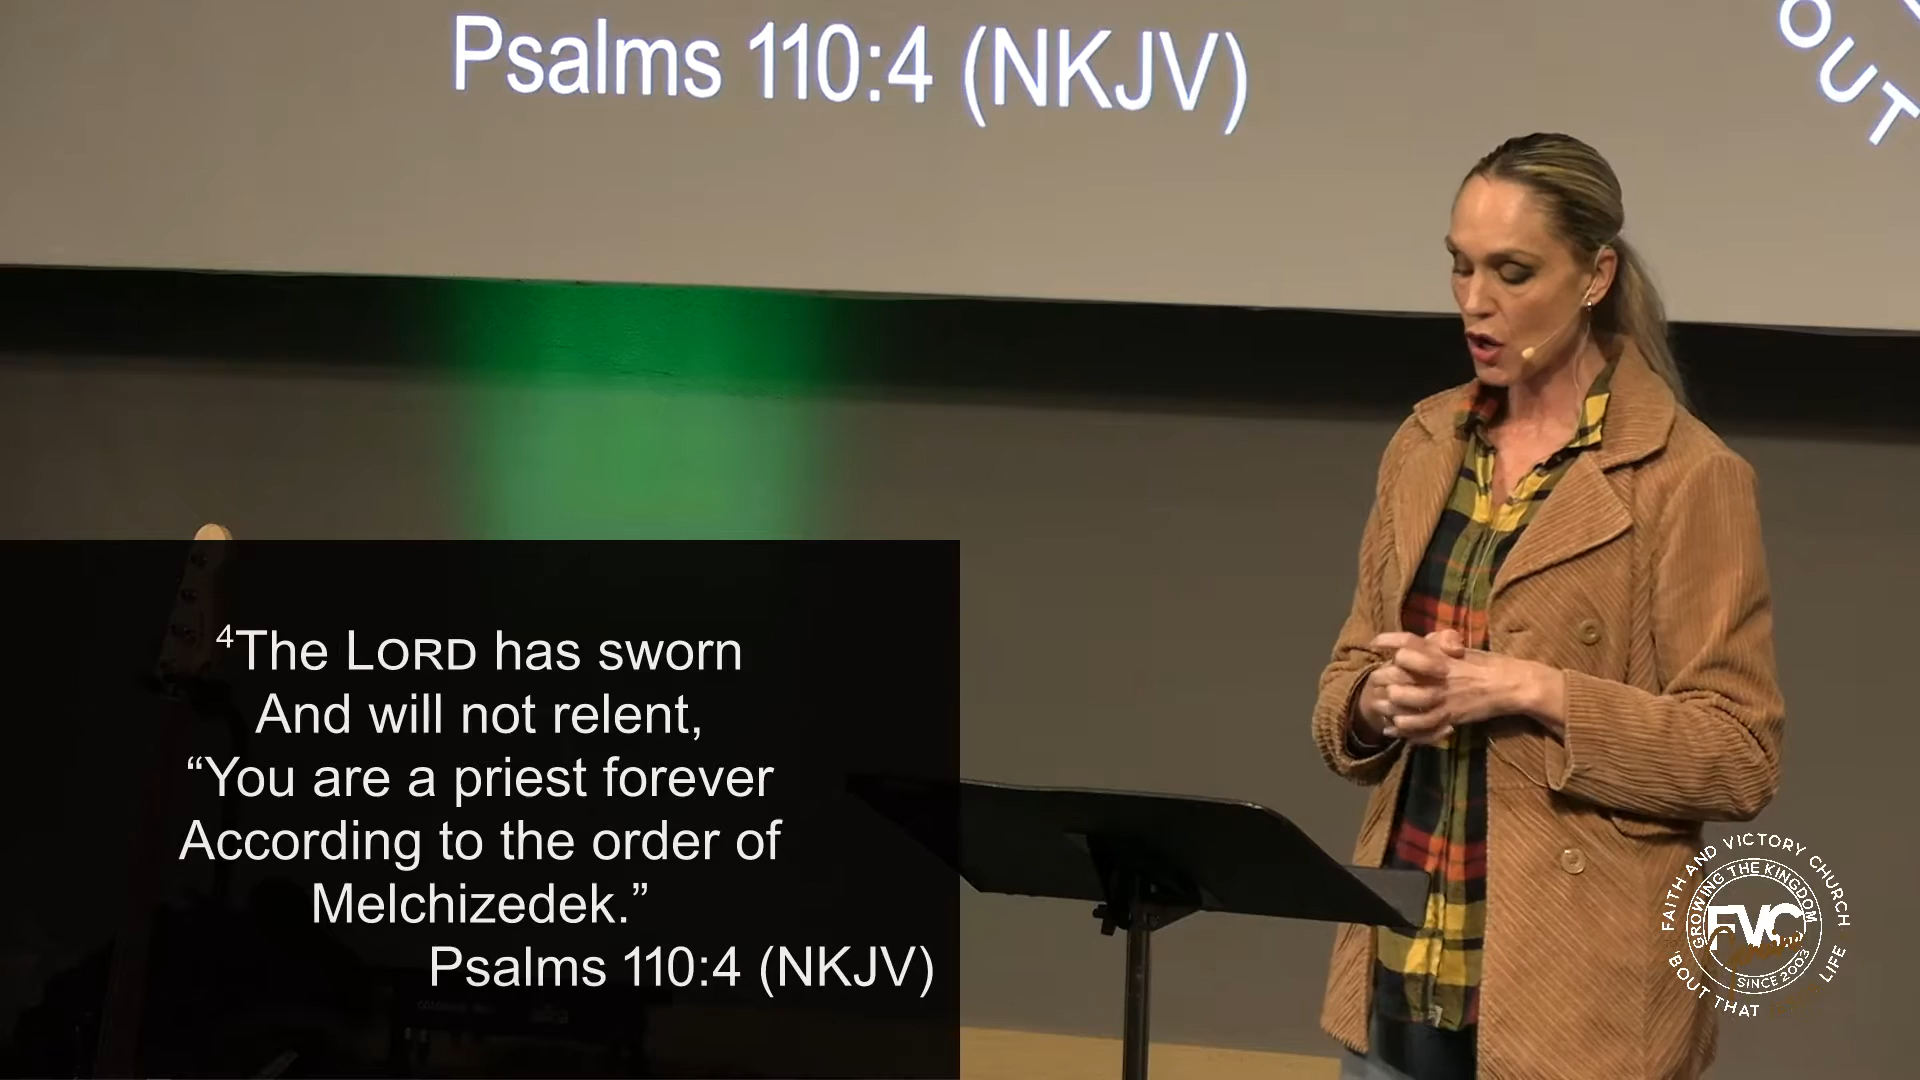 Psalms 110:4 (NKJV)
OUT
⁴The LORD has sworn
And will not relent,
“You are a priest forever
According to the order of
Melchizedek.”
Psalms 110:4 (NKJV)
FAITH AND VICTORY CHURCH
GROWING THE KINGDOM
FVC
SINCE 2003
'BOUT THAT
LIFE